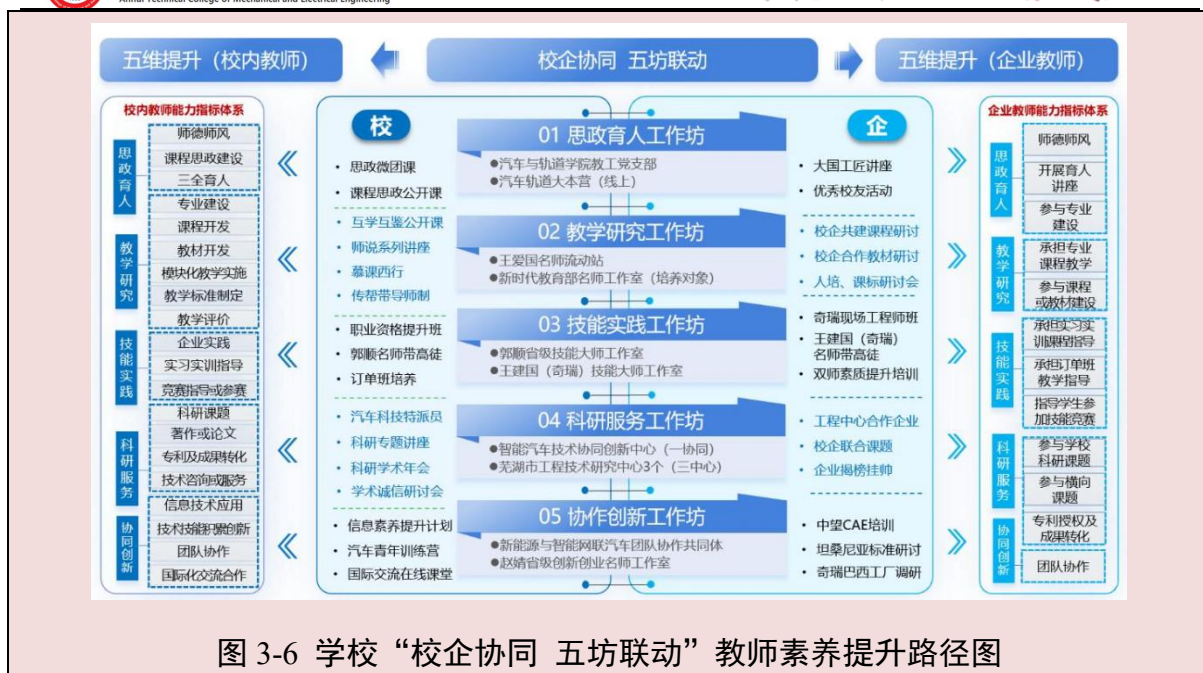 Anhui Technical College of Mechanical and Electrical Engineering
五维提升（校内教师）
校企协同 五坊联动
五维提升（企业教师）
校内教师能力指标体系
思政育人
师德师风
课程思政建设
三全育人
教学研究
专业建设
课程开发
教材开发
模块化教学实施
教学标准制定
教学评价
技能实践
企业实践
实习实训指导
竞赛指导或参赛
科研服务
科研课题
著作或论文
专利及成果转化
技术咨询或服务
协同创新
信息技术应用
技术技能积累创新
团队协作
国际化交流合作
校
• 思政微团课
• 课程思政公开课
• 互学互鉴公开课
• 师说系列讲座
• 慕课西行
• 传帮带导师制
• 职业资格提升班
• 郭顺名师带高徒
• 订单班培养
• 汽车科技特派员
• 科研专题讲座
• 科研学术年会
• 学术诚信研讨会
• 信息素养提升计划
• 汽车青年训练营
• 国际交流在线课堂
01 思政育人工作坊
●汽车与轨道学院教工党支部
●汽车轨道大本营（线上）
02 教学研究工作坊
●王爱国名师流动站
●新时代教育部名师工作室（培养对象）
03 技能实践工作坊
●郭顺省级技能大师工作室
●王建国（奇瑞）技能大师工作室
04 科研服务工作坊
●智能汽车技术协同创新中心（一协同）
●芜湖市工程技术研究中心3个（三中心）
05 协作创新工作坊
●新能源与智能网联汽车团队协作共同体
●赵婧省级创新创业名师工作室
企
• 大国工匠讲座
• 优秀校友活动
• 校企共建课程研讨
• 校企合作教材研讨
• 人培、课标研讨会
• 奇瑞现场工程师班
• 王建国（奇瑞）
名师带高徒
• 双师素质提升培训
• 工程中心合作企业
• 校企联合课题
• 企业揭榜挂帅
• 中望CAE培训
• 坦桑尼亚标准研讨
• 奇瑞巴西工厂调研
企业教师能力指标体系
思政育人
师德师风
开展育人
讲座
参与专业
建设
教学研究
承担专业
课程教学
参与课程
或教材建设
技能实践
承担实习实
训课程指导
承担订单班
教学指导
指导学生参
加技能竞赛
科研服务
参与学校
科研课题
参与横向
课题
专利授权及
成果转化
协同创新
团队协作
图 3-6 学校“校企协同 五坊联动”教师素养提升路径图